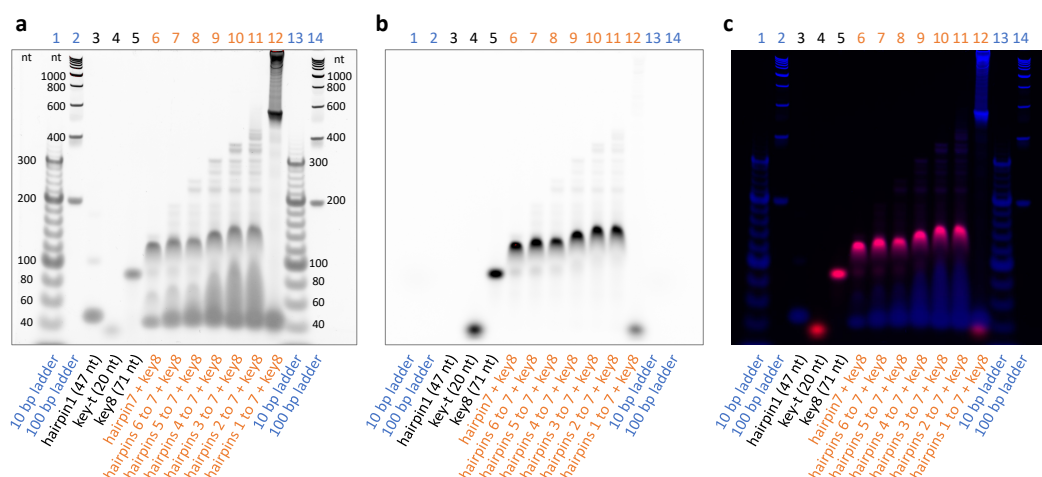 a
1 2 3 4 5 6 7 8 9 10 11 12 13 14
nt nt nt
1000 1000
800 800
600 600
400 400
300 300
200 200
100 100
80 80
60 60
40 40
10 bp ladder
100 bp ladder
hairpin1 (47 nt)
key-t (20 nt)
key8 (71 nt)
hairpin 7 + key8
hairpins 6 to 7 + key8
hairpins 5 to 7 + key8
hairpins 4 to 7 + key8
hairpins 3 to 7 + key8
hairpins 2 to 7 + key8
hairpins 1 to 7 + key8
10 bp ladder
100 bp ladder
b
1 2 3 4 5 6 7 8 9 10 11 12 13 14
10 bp ladder
100 bp ladder
hairpin1 (47 nt)
key-t (20 nt)
key8 (71 nt)
hairpin 7 + key8
hairpins 6 to 7 + key8
hairpins 5 to 7 + key8
hairpins 4 to 7 + key8
hairpins 3 to 7 + key8
hairpins 2 to 7 + key8
hairpins 1 to 7 + key8
10 bp ladder
100 bp ladder
c
1 2 3 4 5 6 7 8 9 10 11 12 13 14
10 bp ladder
100 bp ladder
hairpin1 (47 nt)
key-t (20 nt)
key8 (71 nt)
hairpin 7 + key8
hairpins 6 to 7 + key8
hairpins 5 to 7 + key8
hairpins 4 to 7 + key8
hairpins 3 to 7 + key8
hairpins 2 to 7 + key8
hairpins 1 to 7 + key8
10 bp ladder
100 bp ladder